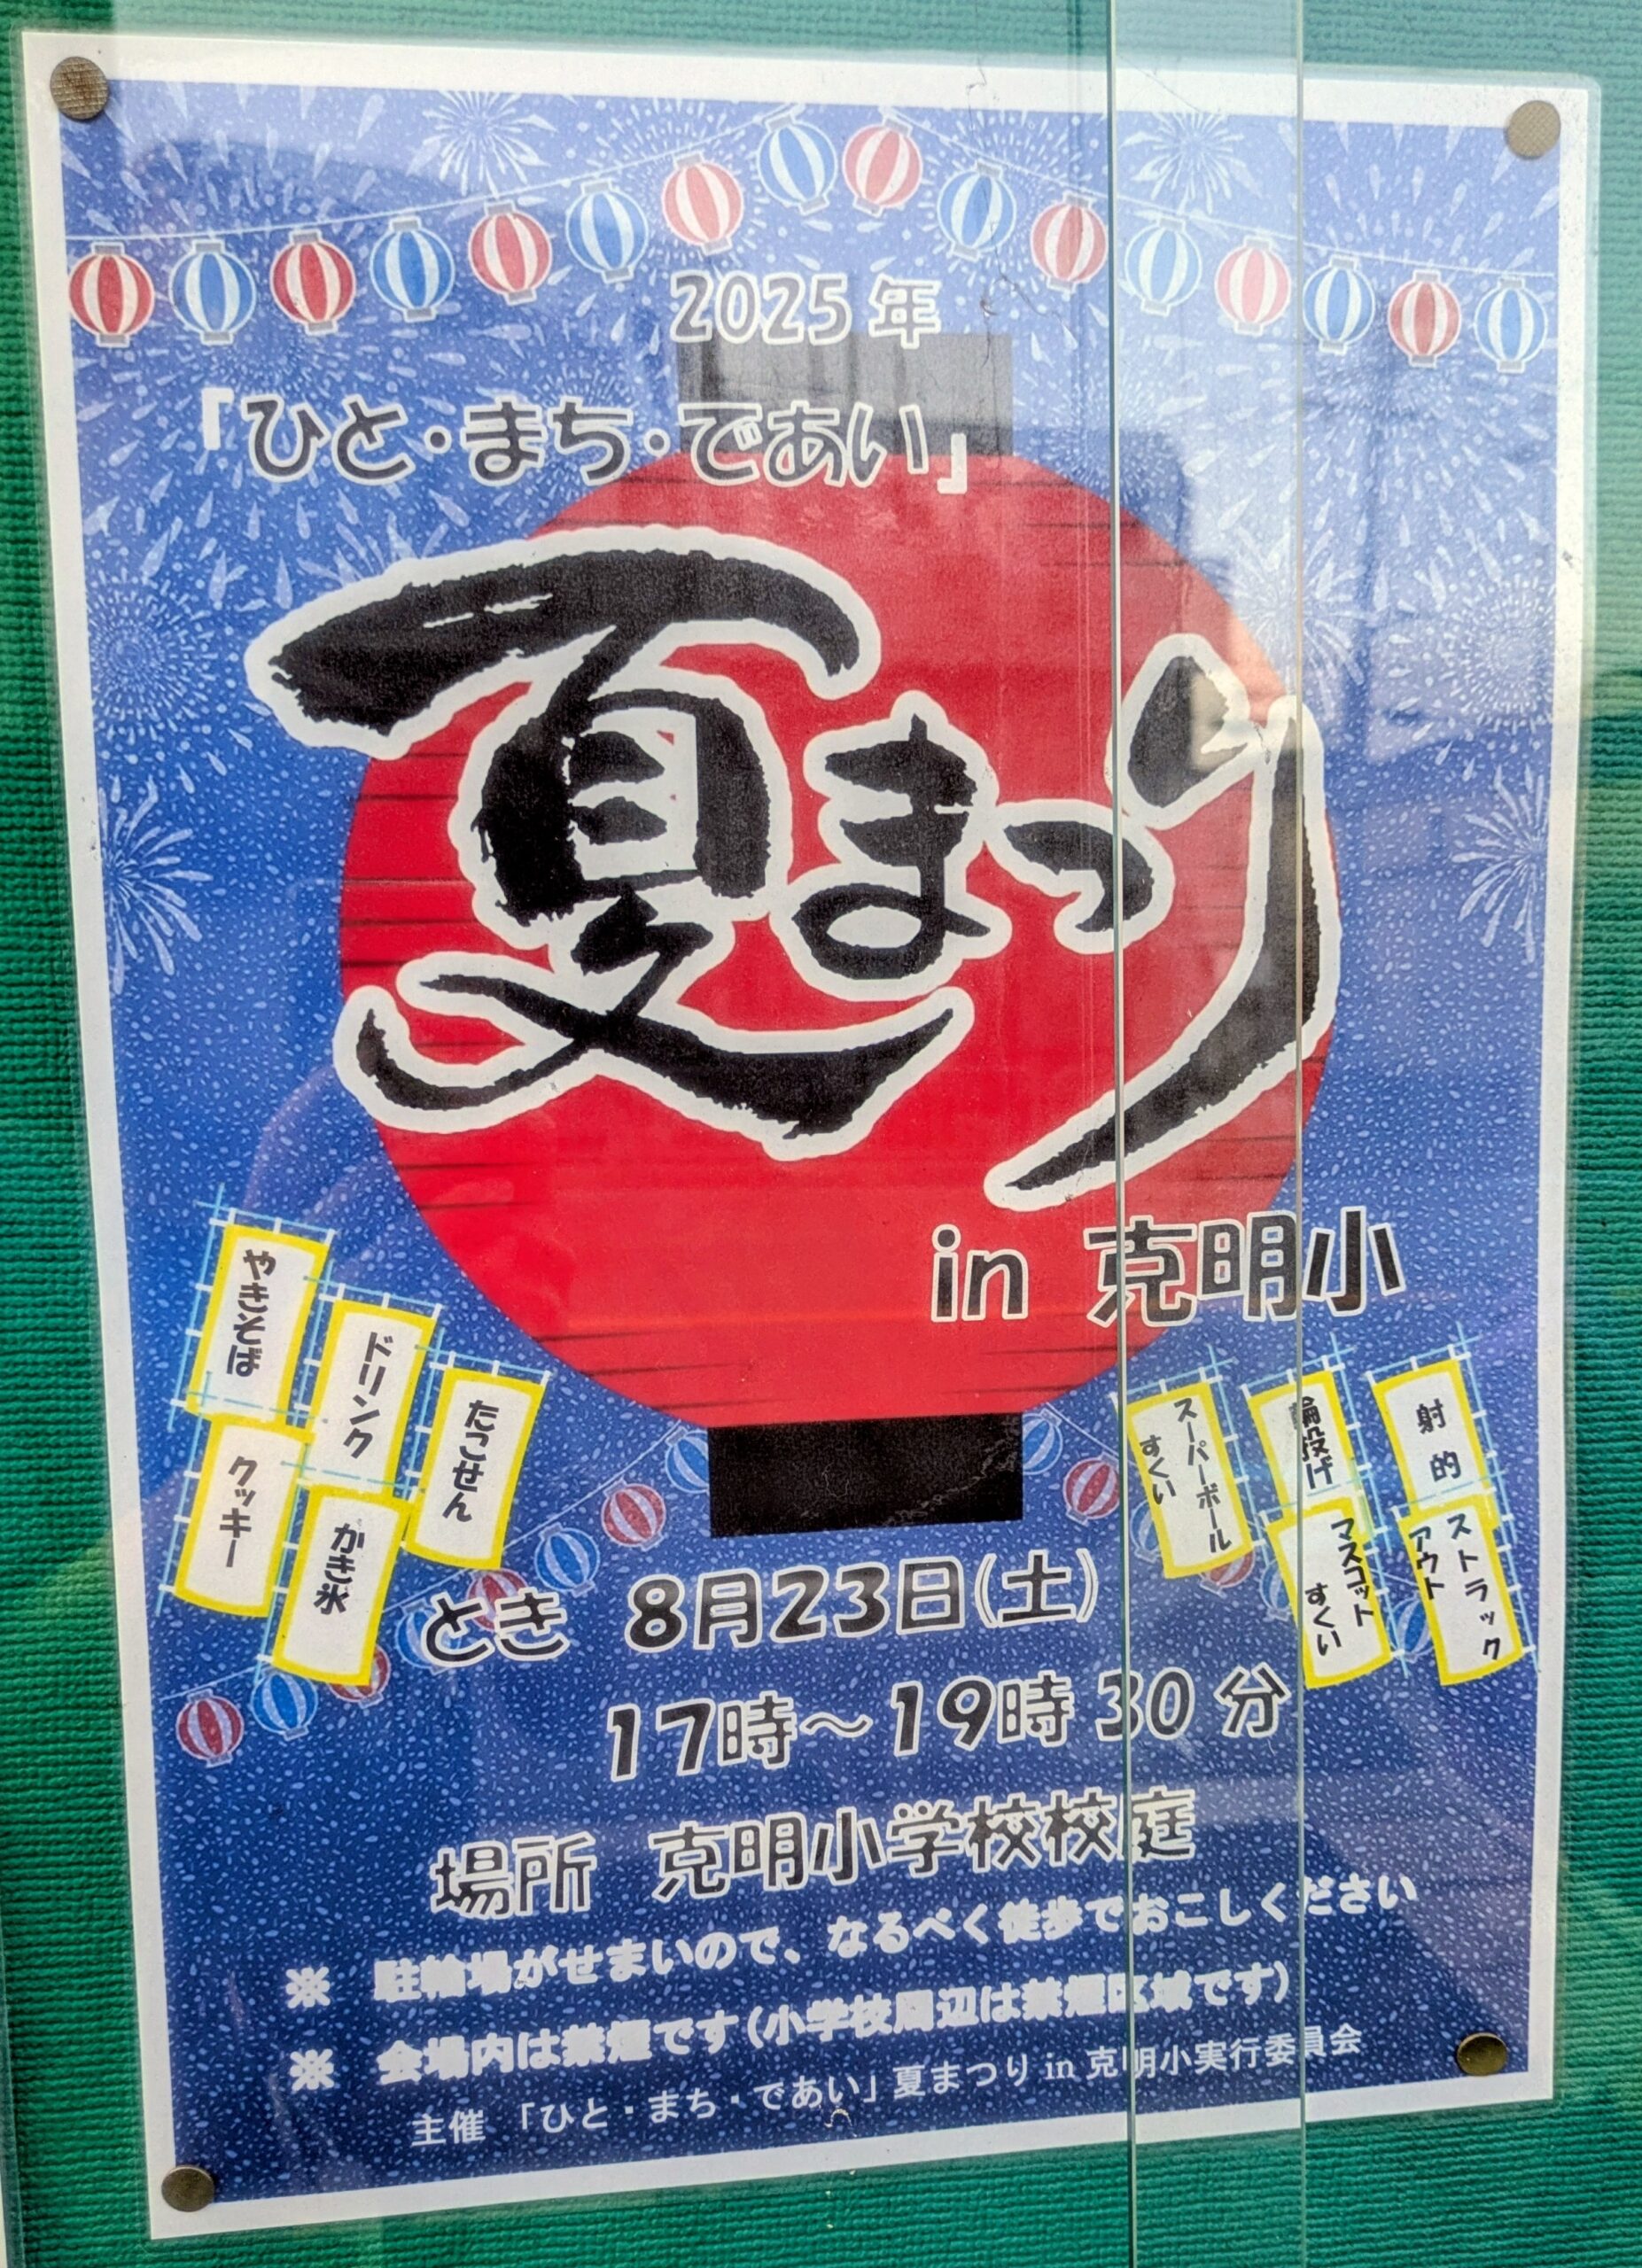 2025年
「ひと・まち・であい」
夏まつり
in 克明小
やきそば
ドリンク
たこせん
クッキー
かき氷
スーパーボール
すくい
輪投げ
射的
マスコット
すくい
ストラック
アウト
とき 8月23日(土)
17時～19時30分
場所 克明小学校校庭
※ 駐輪場がせまいので、なるべく徒歩でおこしください
※ 会場内は禁煙です(小学校周辺は禁煙区域です)
主催 「ひと・まち・であい」夏まつり in 克明小実行委員会